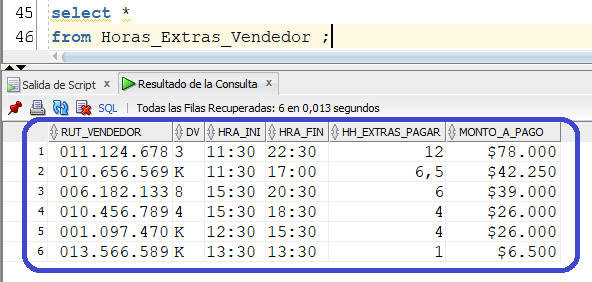 45 select *
46 from Horas_Extras_Vendedor ;
Salida de Script x Resultado de la Consulta x
SQL | Todas las Filas Recuperadas: 6 en 0,013 segundos
RUT_VENDEDOR DV HRA_INI HRA_FIN HH_EXTRAS_PAGAR MONTO_A_PAGO
1 011.124.678 3 11:30 22:30 12 $78.000
2 010.656.569 K 11:30 17:00 6,5 $42.250
3 006.182.133 8 15:30 20:30 6 $39.000
4 010.456.789 4 15:30 18:30 4 $26.000
5 001.097.470 K 12:30 15:30 4 $26.000
6 013.566.589 K 13:30 13:30 1 $6.500